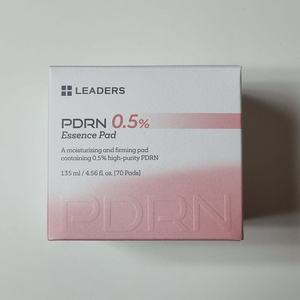 LEADERS
PDRN 0.5%
Essence Pad
A moisturizing and firming pad
containing 0.5% high-purity PDRN
135 ml / 4.56 fl. oz. [70 Pads]
PDRN